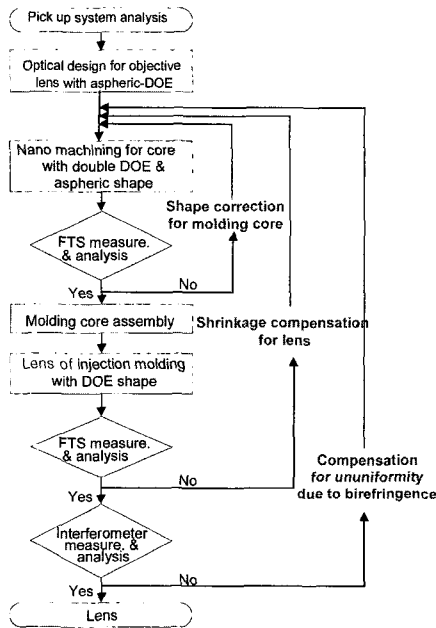 Pick up system analysis
Optical design for objective
lens with aspheric-DOE
Nano machining for core
with double DOE &
aspheric shape
Shape correction
for molding core
FTS measure.
& analysis
No
Yes
Molding core assembly
Shrinkage compensation
for lens
Lens of injection molding
with DOE shape
FTS measure.
& analysis
Compensation
for ununiformity
due to birefringence
No
Yes
Interferometer
measure. &
analysis
No
Yes
Lens